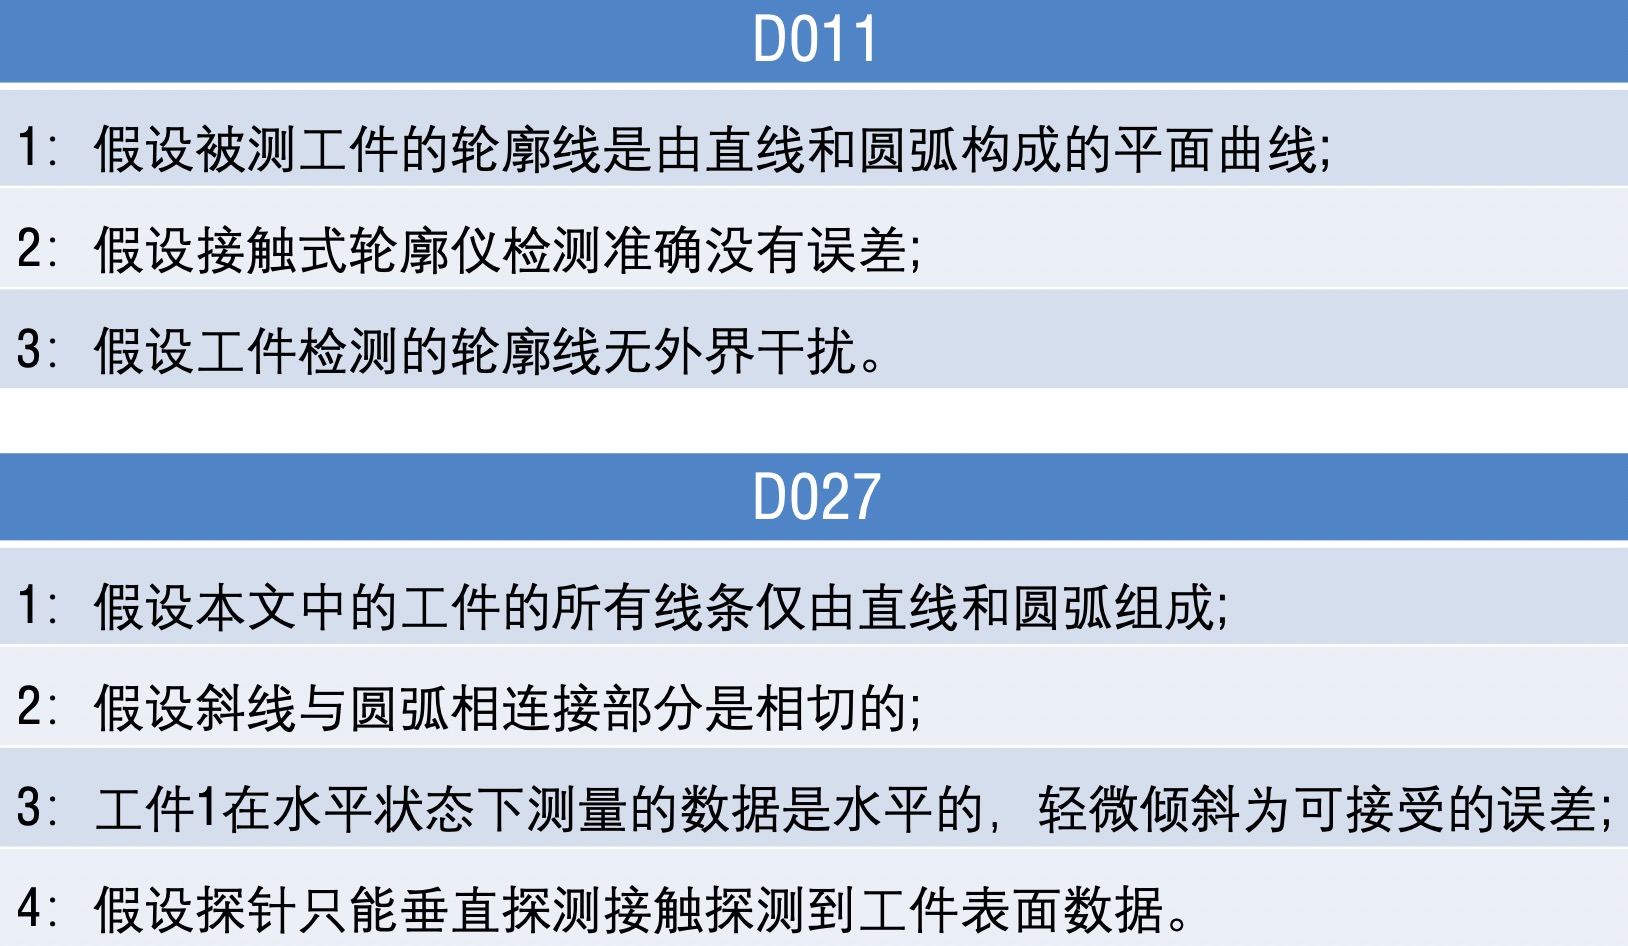 D011
1：假设被测工件的轮廓线是由直线和圆弧构成的平面曲线；
2：假设接触式轮廓仪检测准确没有误差；
3：假设工件检测的轮廓线无外界干扰。
D027
1：假设本文中的工件的所有线条仅由直线和圆弧组成；
2：假设斜线与圆弧相连接部分是相切的；
3：工件1在水平状态下测量的数据是水平的，轻微倾斜为可接受的误差；
4：假设探针只能垂直探测接触探测到工件表面数据。